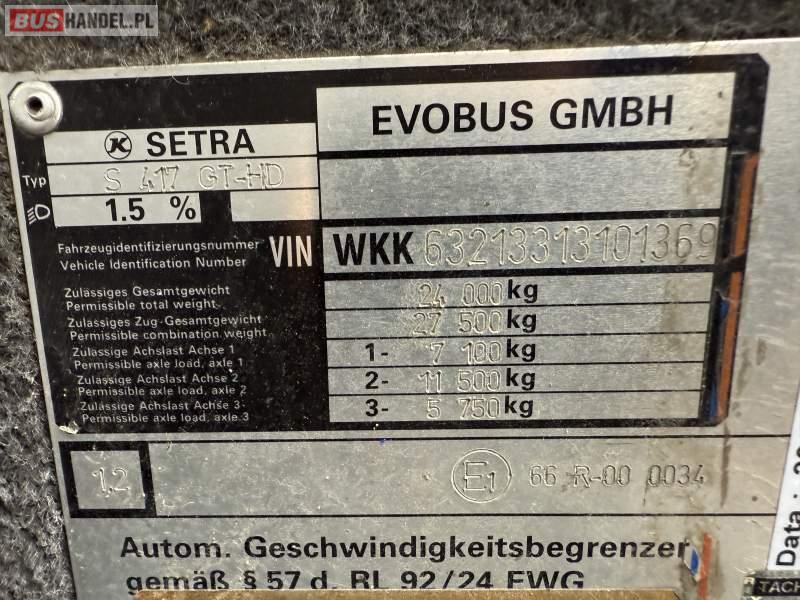 BUSHANDEL.PL
EVOBUS GMBH
K SETRA
Typ S 417 GT-HD
1.5 %
Fahrzeugidentifizierungsnummer
Vehicle Identification Number
VIN WKK 63213313101369
Zulässiges Gesamtgewicht
Permissible total weight. 24 000 kg
Zulässiges Zug-Gesamtgewicht
Permissible combination weight. 27 500 kg
Zulässige Achslast Achse 1
Permissible axle load, axle 1 1- 7 100 kg
Zulässige Achslast Achse 2
Permissible axle load, axle 2 2- 11 500 kg
Zulässige Achslast Achse 3
Permissible axle load, axle 3 3- 5 750 kg
1.2 E1 66 R-00 0034
Autom. Geschwindigkeitsbegrenzer
gemäß § 57 d. RL 92/24 EWG
Data :
TACH